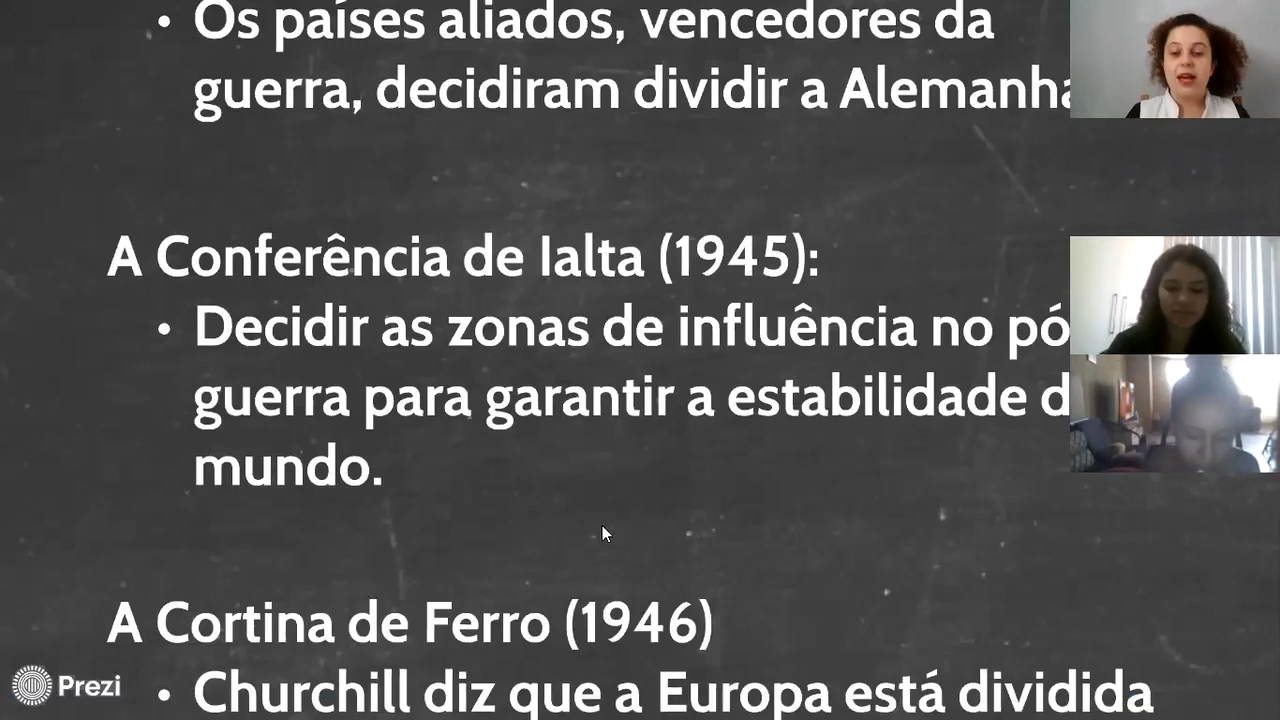 • Os países aliados, vencedores da
guerra, decidiram dividir a Alemanha
A Conferência de Ialta (1945):
• Decidir as zonas de influência no pó
guerra para garantir a estabilidade d
mundo.
A Cortina de Ferro (1946)
• Churchill diz que a Europa está dividida
Prezi